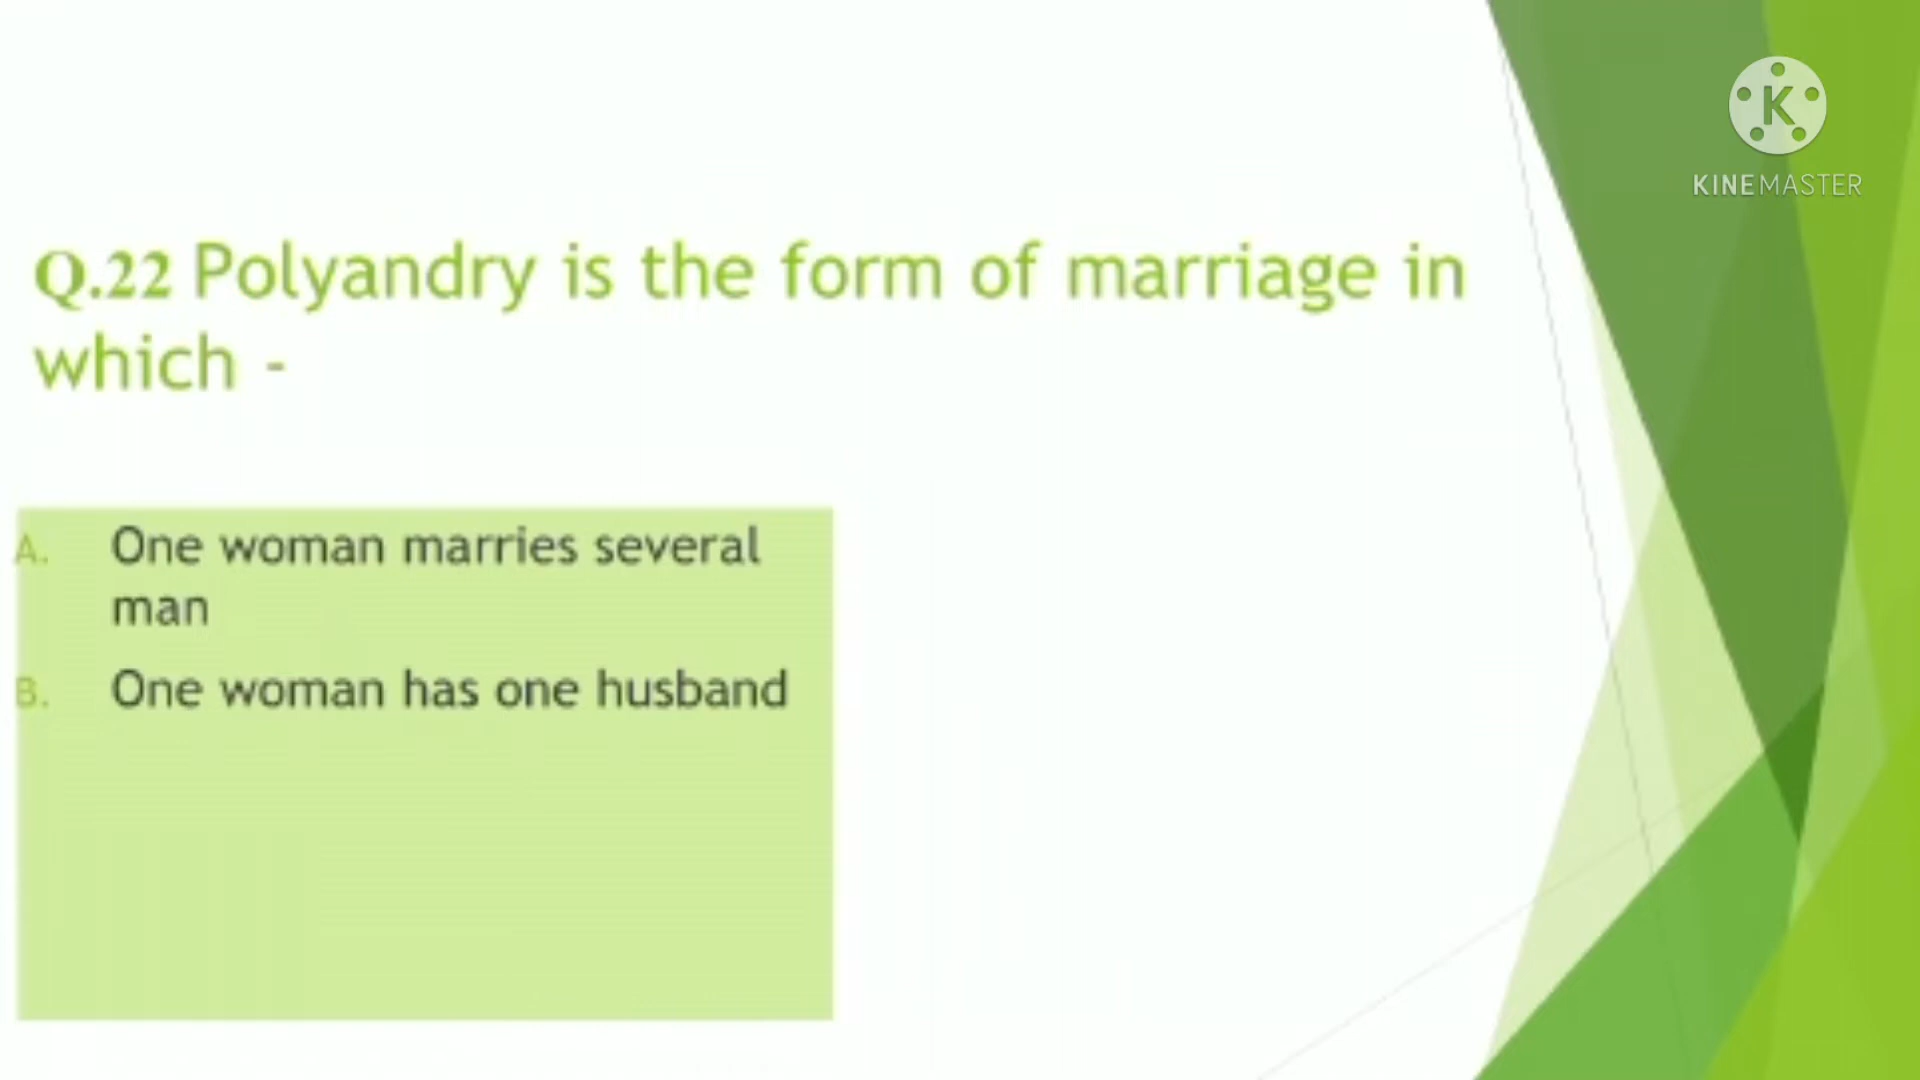 K
KINEMASTER
Q.22 Polyandry is the form of marriage in
which -
A. One woman marries several
man
B. One woman has one husband